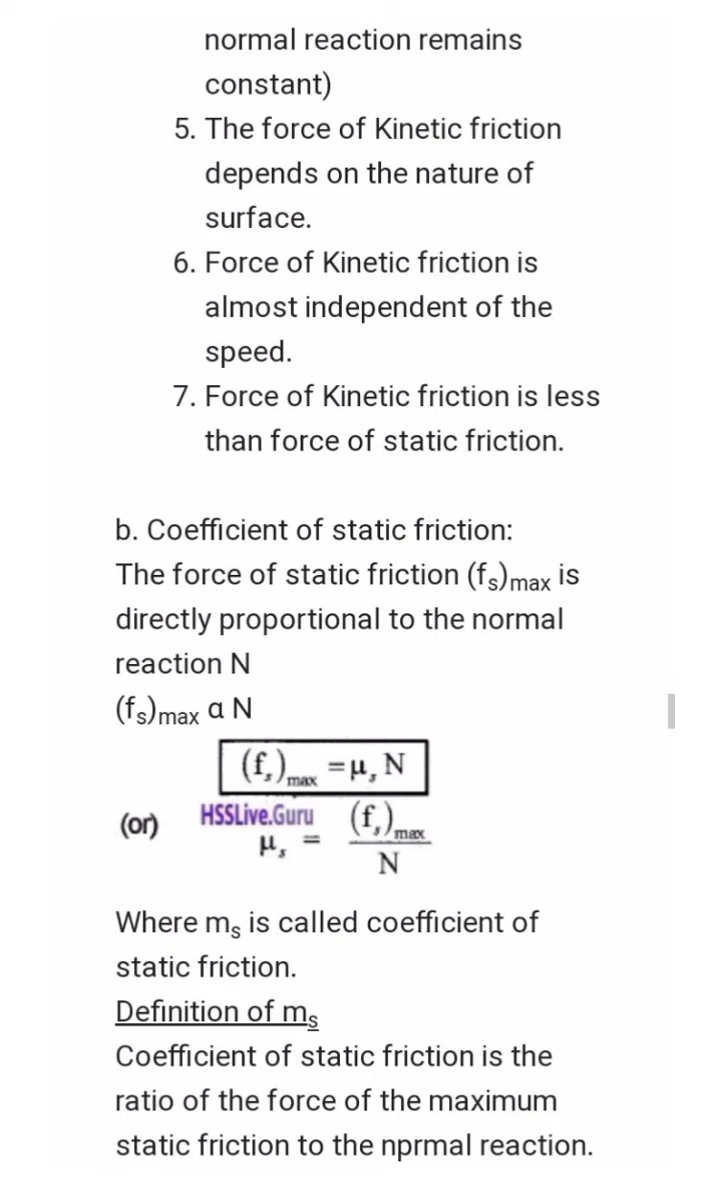 normal reaction remains
constant)
5. The force of Kinetic friction
depends on the nature of
surface.
6. Force of Kinetic friction is
almost independent of the
speed.
7. Force of Kinetic friction is less
than force of static friction.
b. Coefficient of static friction:
The force of static friction (fs)max is
directly proportional to the normal
reaction N
(fs)max α N
(fs)max = μs N
(or) HSSLive.Guru μs = (fs)max / N
Where ms is called coefficient of
static friction.
Definition of ms
Coefficient of static friction is the
ratio of the force of the maximum
static friction to the nprmal reaction.